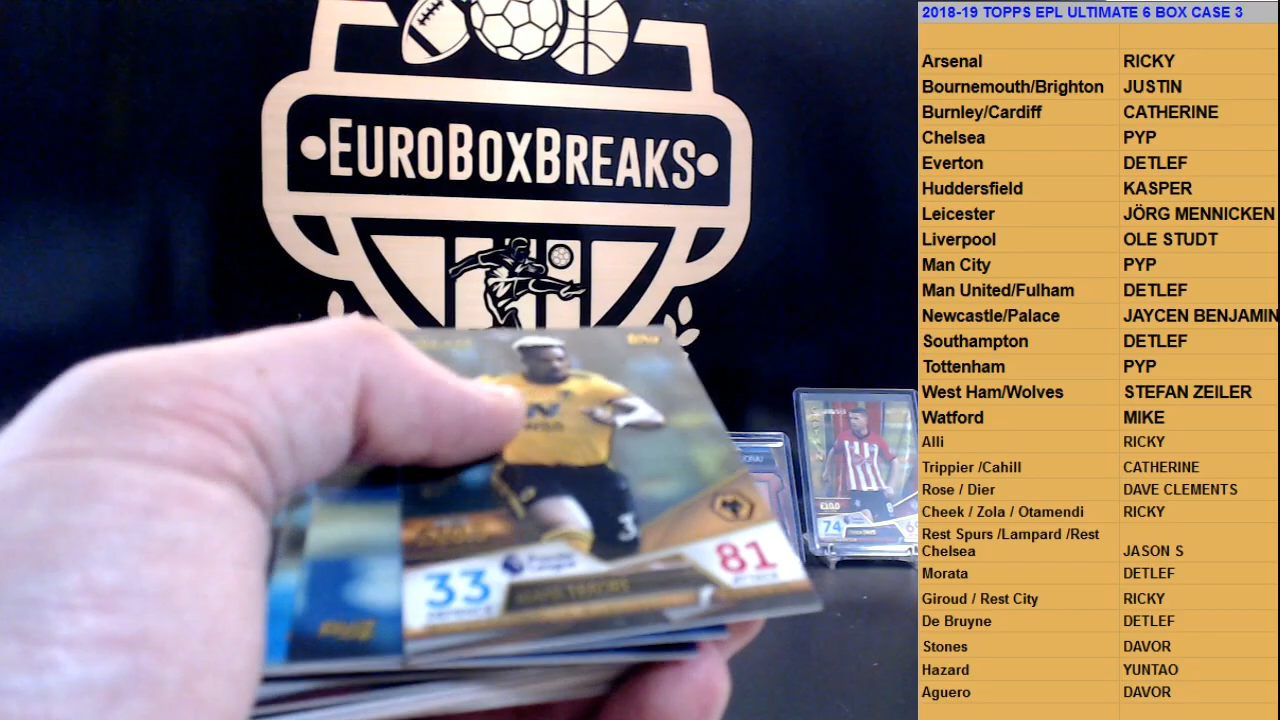 EUROBOXBREAKS
33
81
74
2018-19 TOPPS EPL ULTIMATE 6 BOX CASE 3
Arsenal RICKY
Bournemouth/Brighton JUSTIN
Burnley/Cardiff CATHERINE
Chelsea PYP
Everton DETLEF
Huddersfield KASPER
Leicester JÖRG MENNICKEN
Liverpool OLE STUDT
Man City PYP
Man United/Fulham DETLEF
Newcastle/Palace JAYCEN BENJAMIN
Southampton DETLEF
Tottenham PYP
West Ham/Wolves STEFAN ZEILER
Watford MIKE
Alli RICKY
Trippier /Cahill CATHERINE
Rose / Dier DAVE CLEMENTS
Cheek / Zola / Otamendi RICKY
Rest Spurs /Lampard /Rest
Chelsea JASON S
Morata DETLEF
Giroud / Rest City RICKY
De Bruyne DETLEF
Stones DAVOR
Hazard YUNTAO
Aguero DAVOR